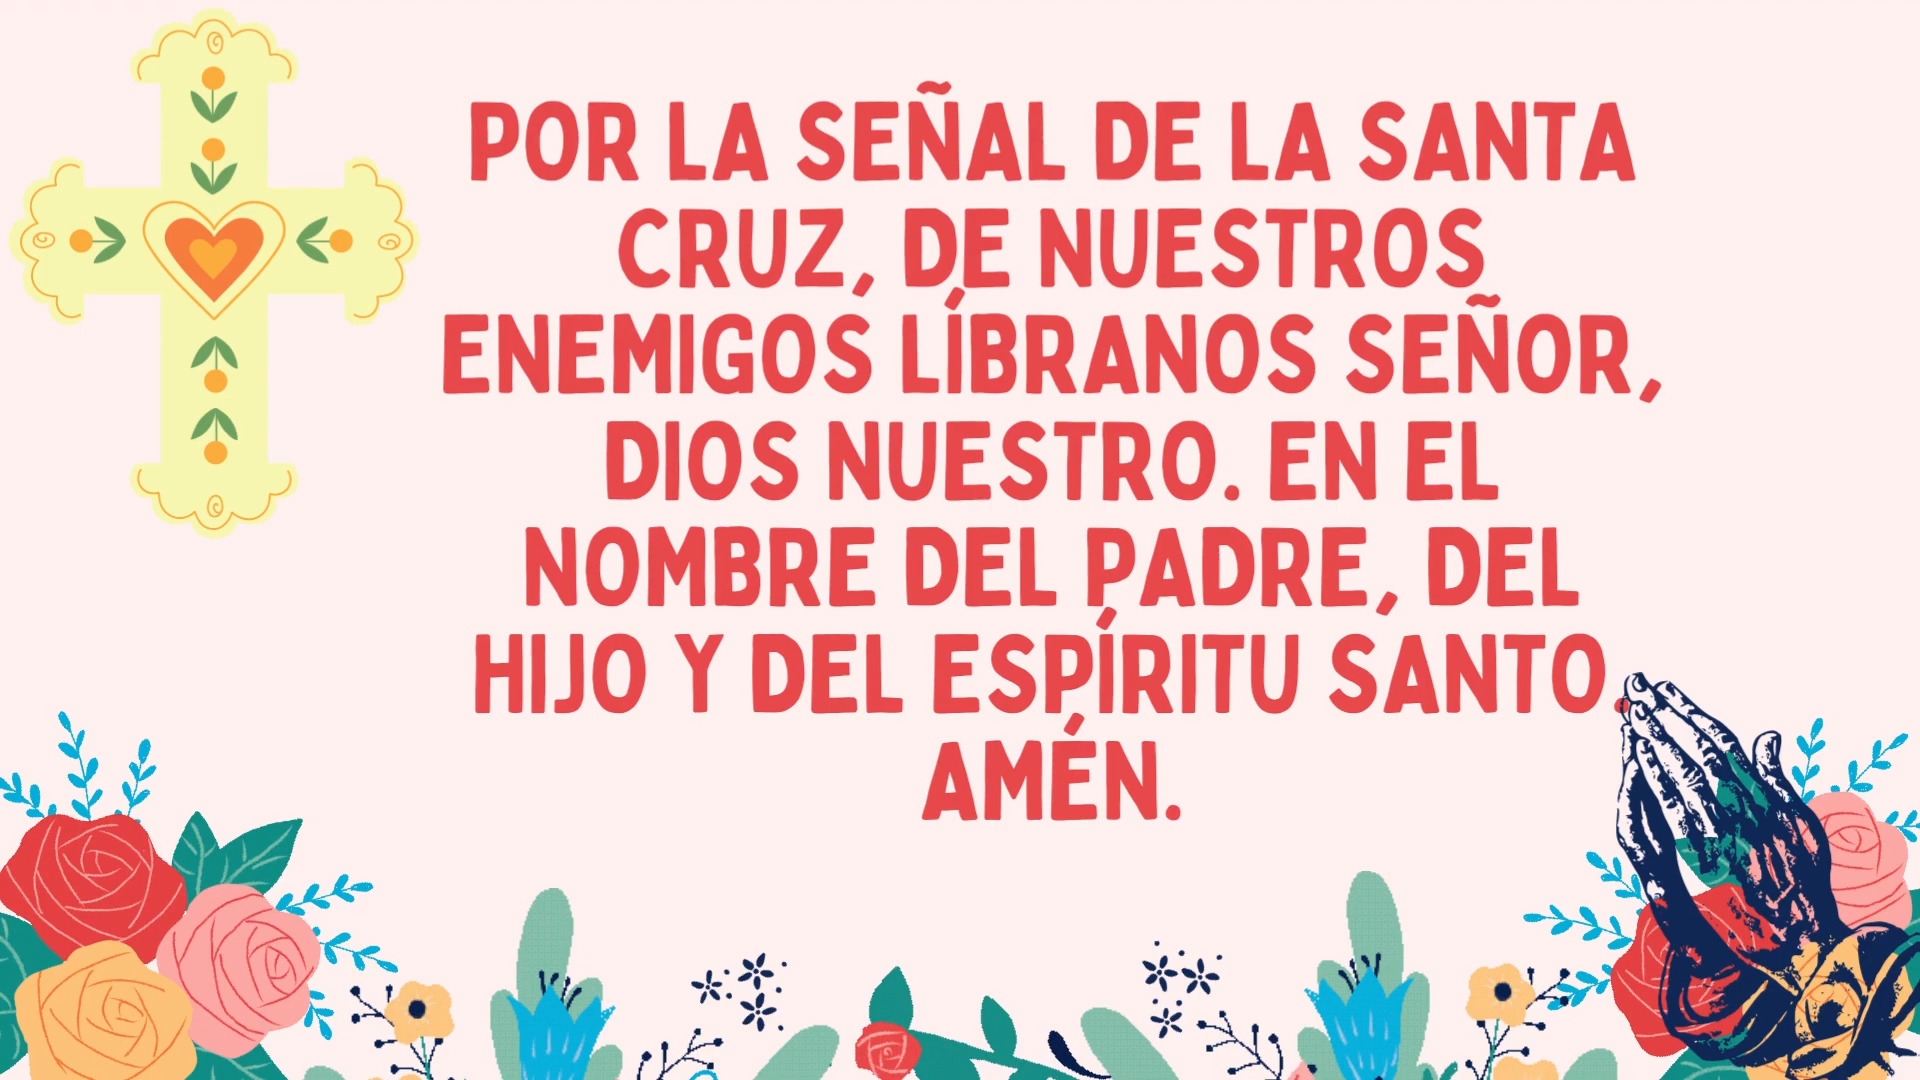 POR LA SEÑAL DE LA SANTA
CRUZ, DE NUESTROS
ENEMIGOS LÍBRANOS SEÑOR,
DIOS NUESTRO. EN EL
NOMBRE DEL PADRE, DEL
HIJO Y DEL ESPÍRITU SANTO.
AMÉN.